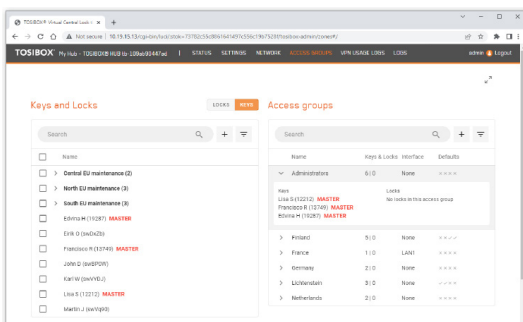 TOSIBOX® Virtual Central Lock |
Not secure
TOSIBOX® My Hub - TOSIBOX® HUB | STATUS SETTINGS NETWORK ACCESS GROUPS VPN USAGE LOGS LOGS admin Logout
Keys and Locks LOCKS KEYS Access groups
Search Search
Name Name Keys & Locks Interface Defaults
Central EU maintenance (2) Administrators 6|0 None
North EU maintenance (3) Keys Locks
South EU maintenance (3) Lisa S (12212) MASTER No locks in this access group
Edvina H (19287) MASTER Francisco R (13749) MASTER
Edvina H (19287) MASTER
Eirik O
Finland 5|0 None
Francisco R (13749) MASTER France 1|0 LAN1
John D (swEPDW) Germany 2|0 None
Karl W Lichtenstein 3|0 None
Lisa S (12212) MASTER Netherlands 2|0 None
Martin J